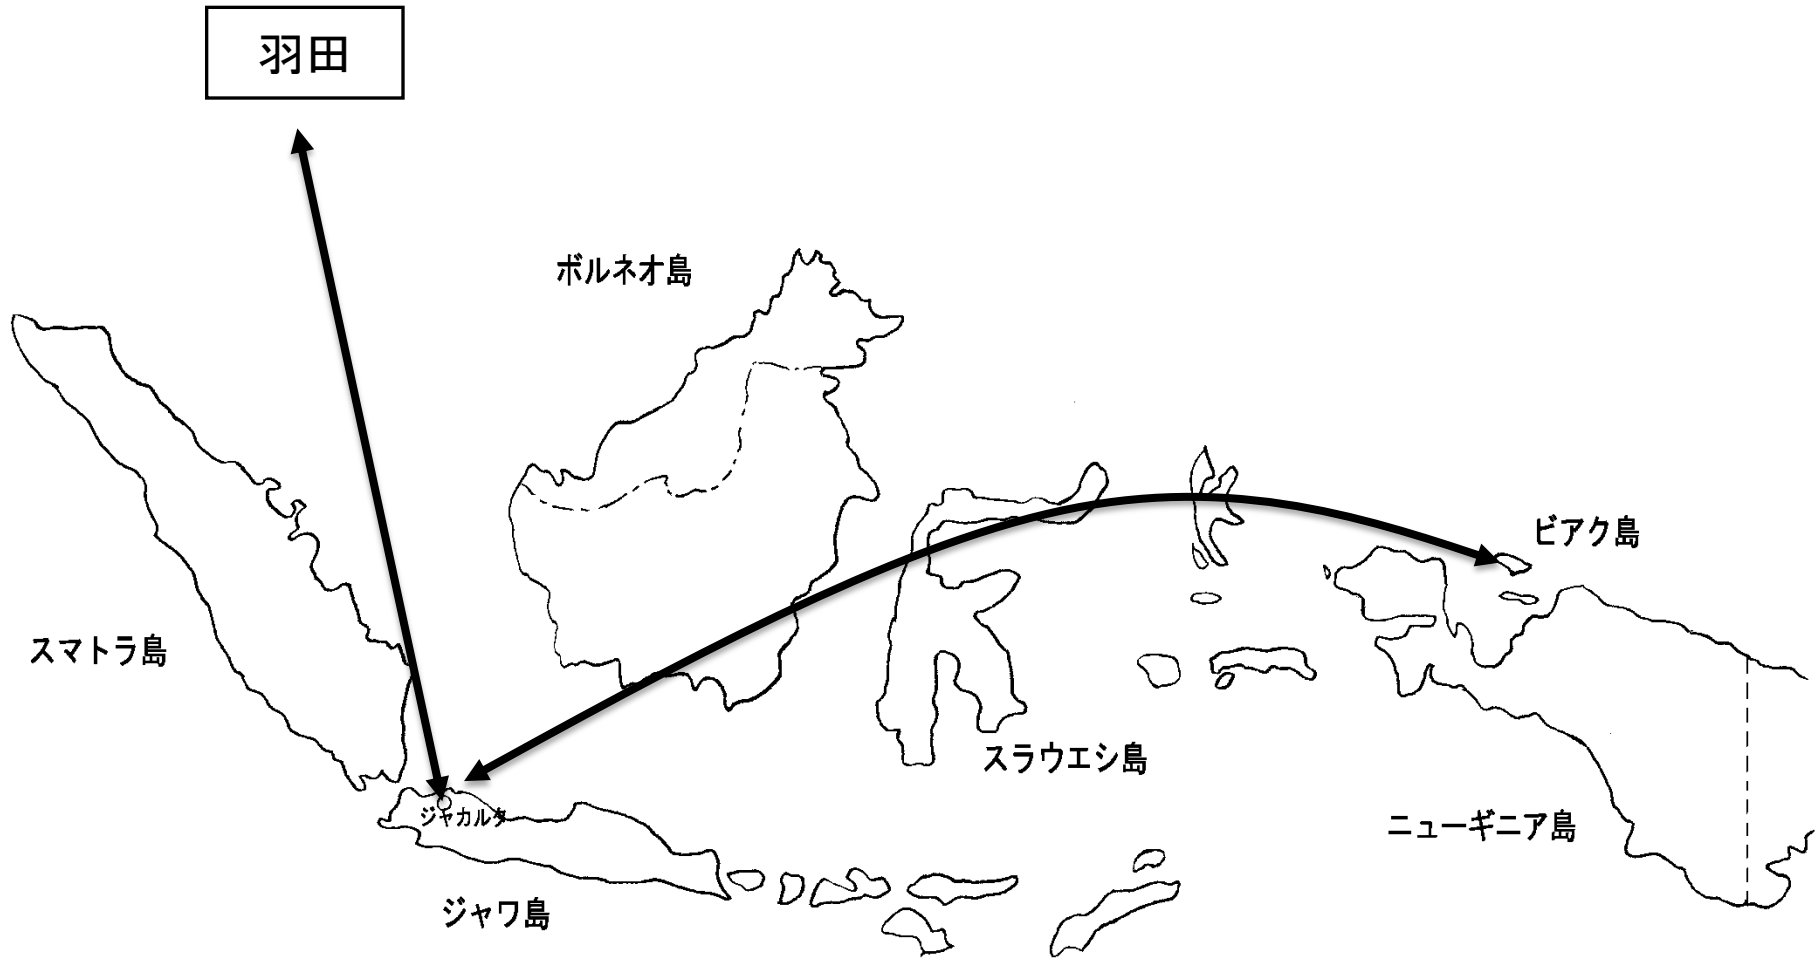 羽田
ボルネオ島
ビアク島
スマトラ島
スラウエシ島
ジャカルタ
ニューギニア島
ジャワ島